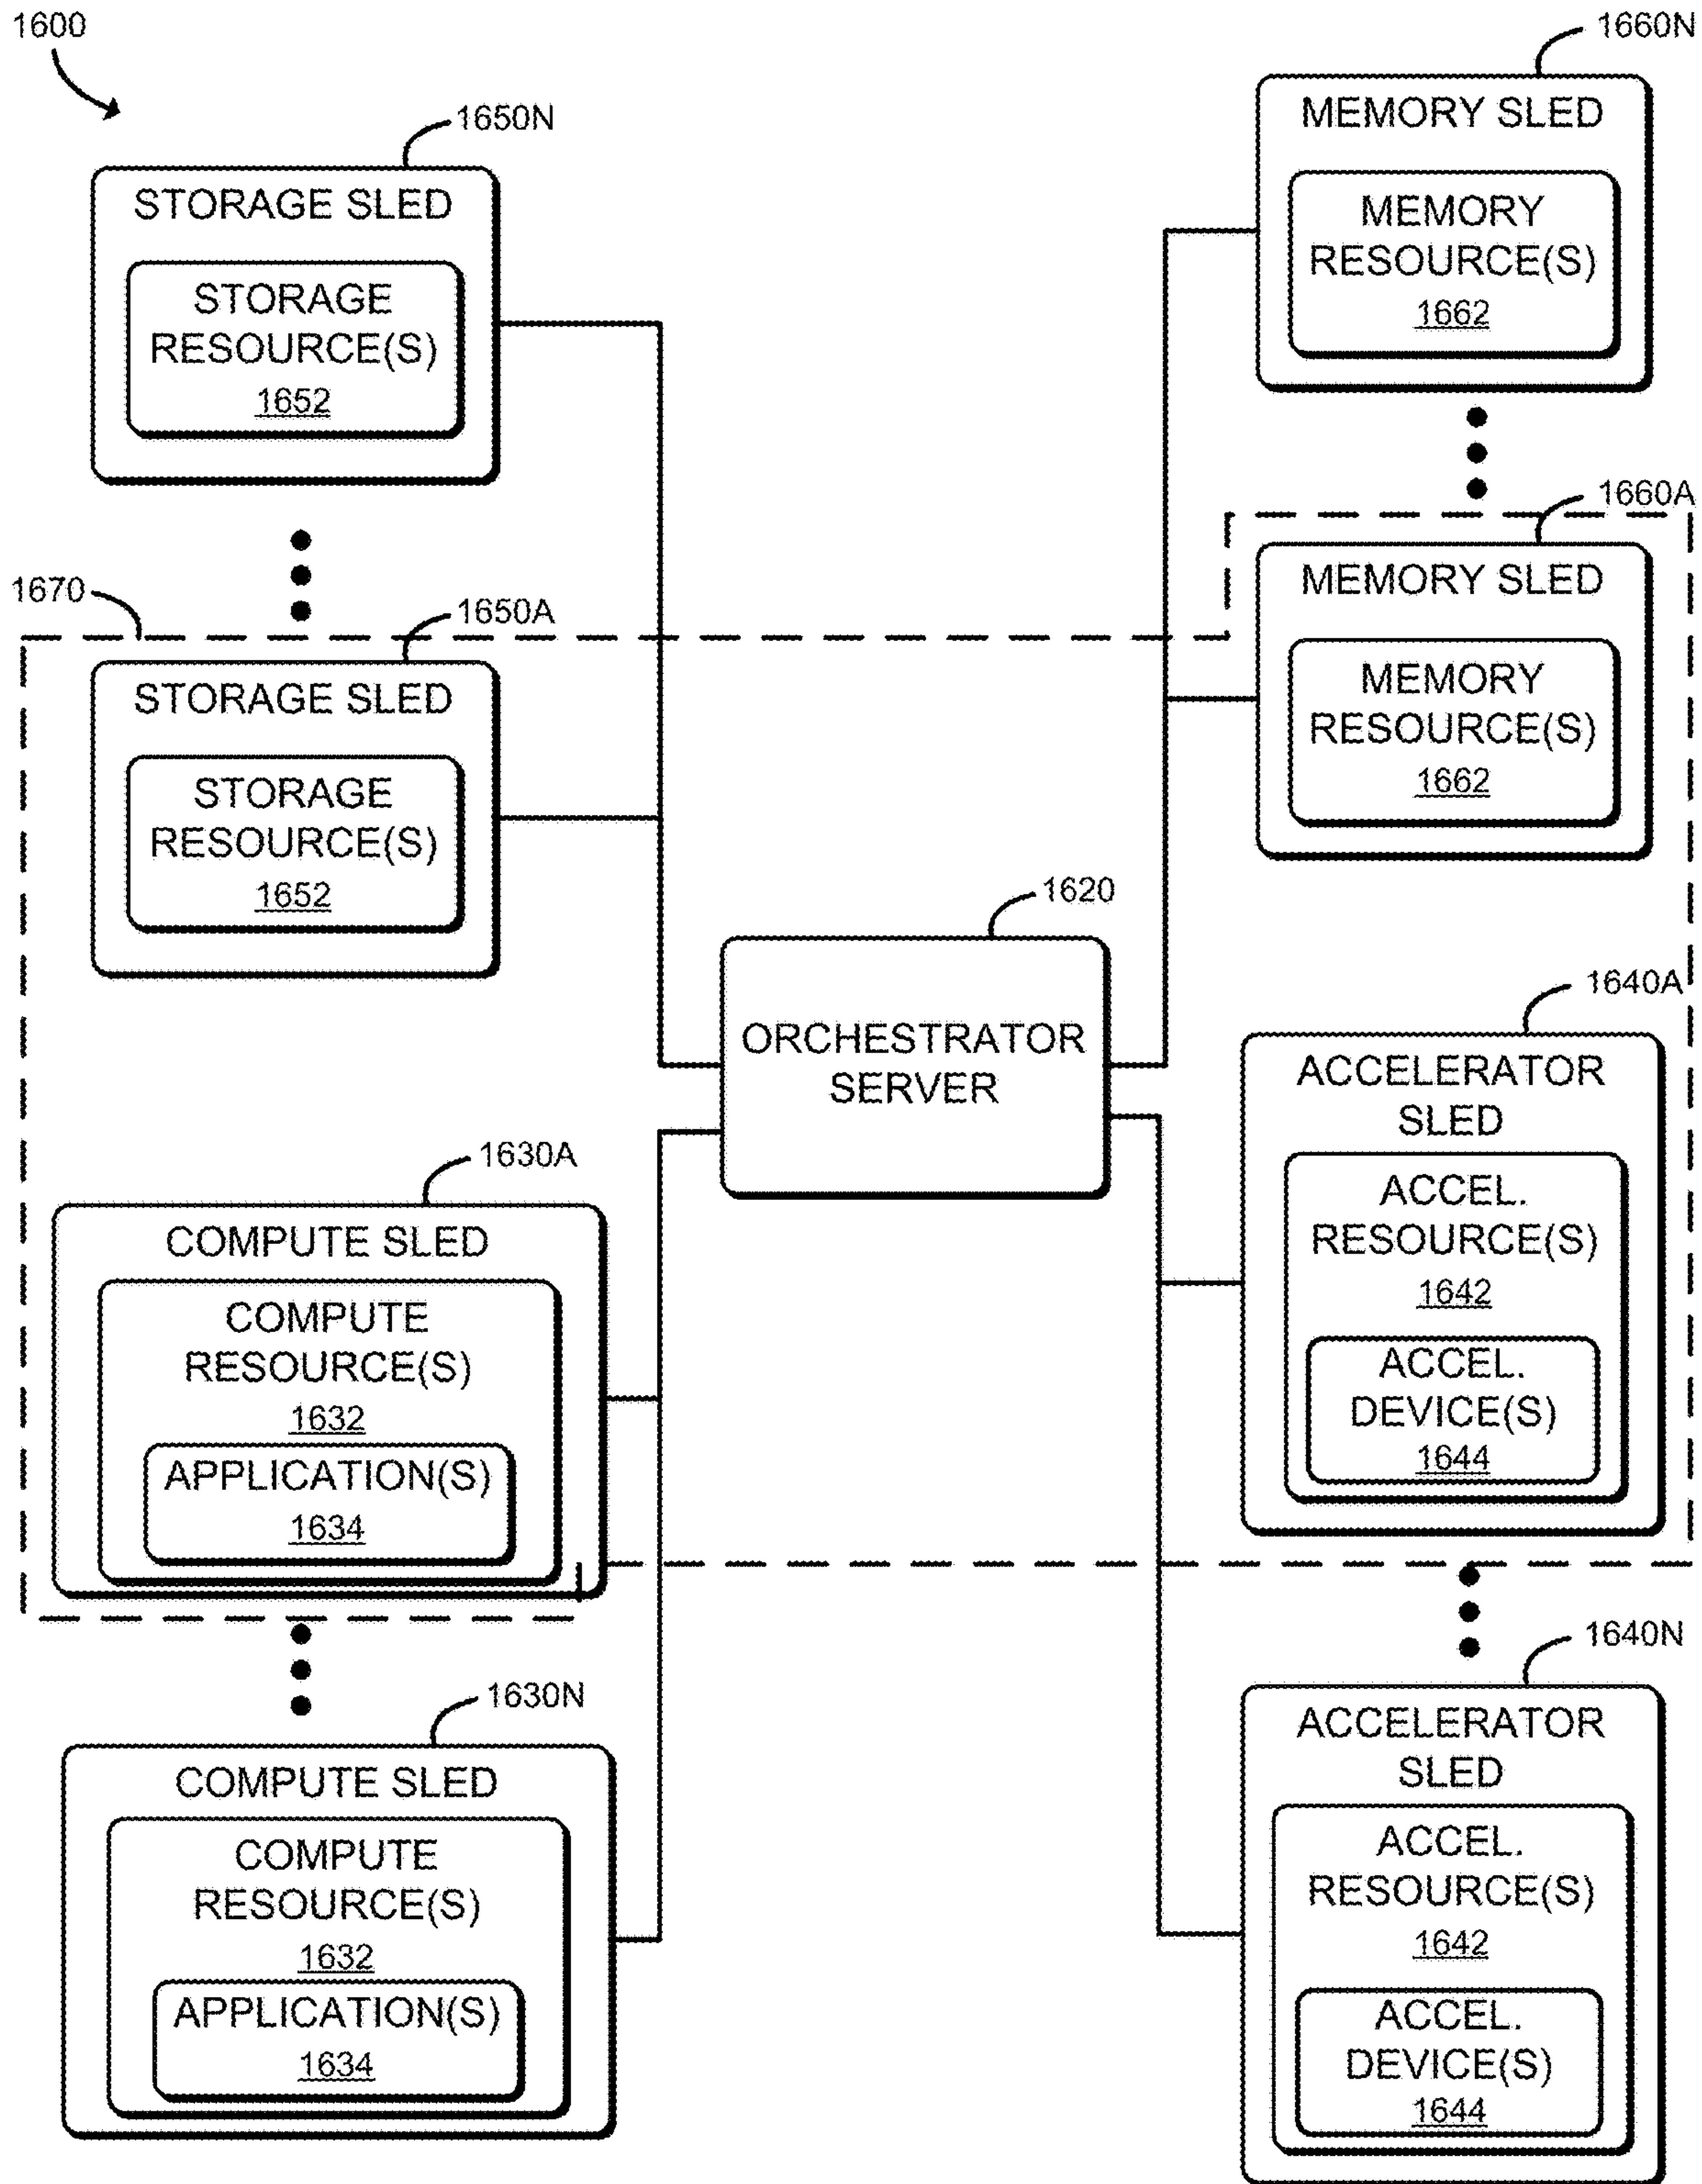 1600
1650N
STORAGE SLED
STORAGE
RESOURCE(S)
1652
1670
1650A
STORAGE SLED
STORAGE
RESOURCE(S)
1652
1630A
COMPUTE SLED
COMPUTE
RESOURCE(S)
1632
APPLICATION(S)
1634
1630N
COMPUTE SLED
COMPUTE
RESOURCE(S)
1632
APPLICATION(S)
1634
1620
ORCHESTRATOR
SERVER
1660N
MEMORY SLED
MEMORY
RESOURCE(S)
1662
1660A
MEMORY SLED
MEMORY
RESOURCE(S)
1662
1640A
ACCELERATOR
SLED
ACCEL.
RESOURCE(S)
1642
ACCEL.
DEVICE(S)
1644
1640N
ACCELERATOR
SLED
ACCEL.
RESOURCE(S)
1642
ACCEL.
DEVICE(S)
1644